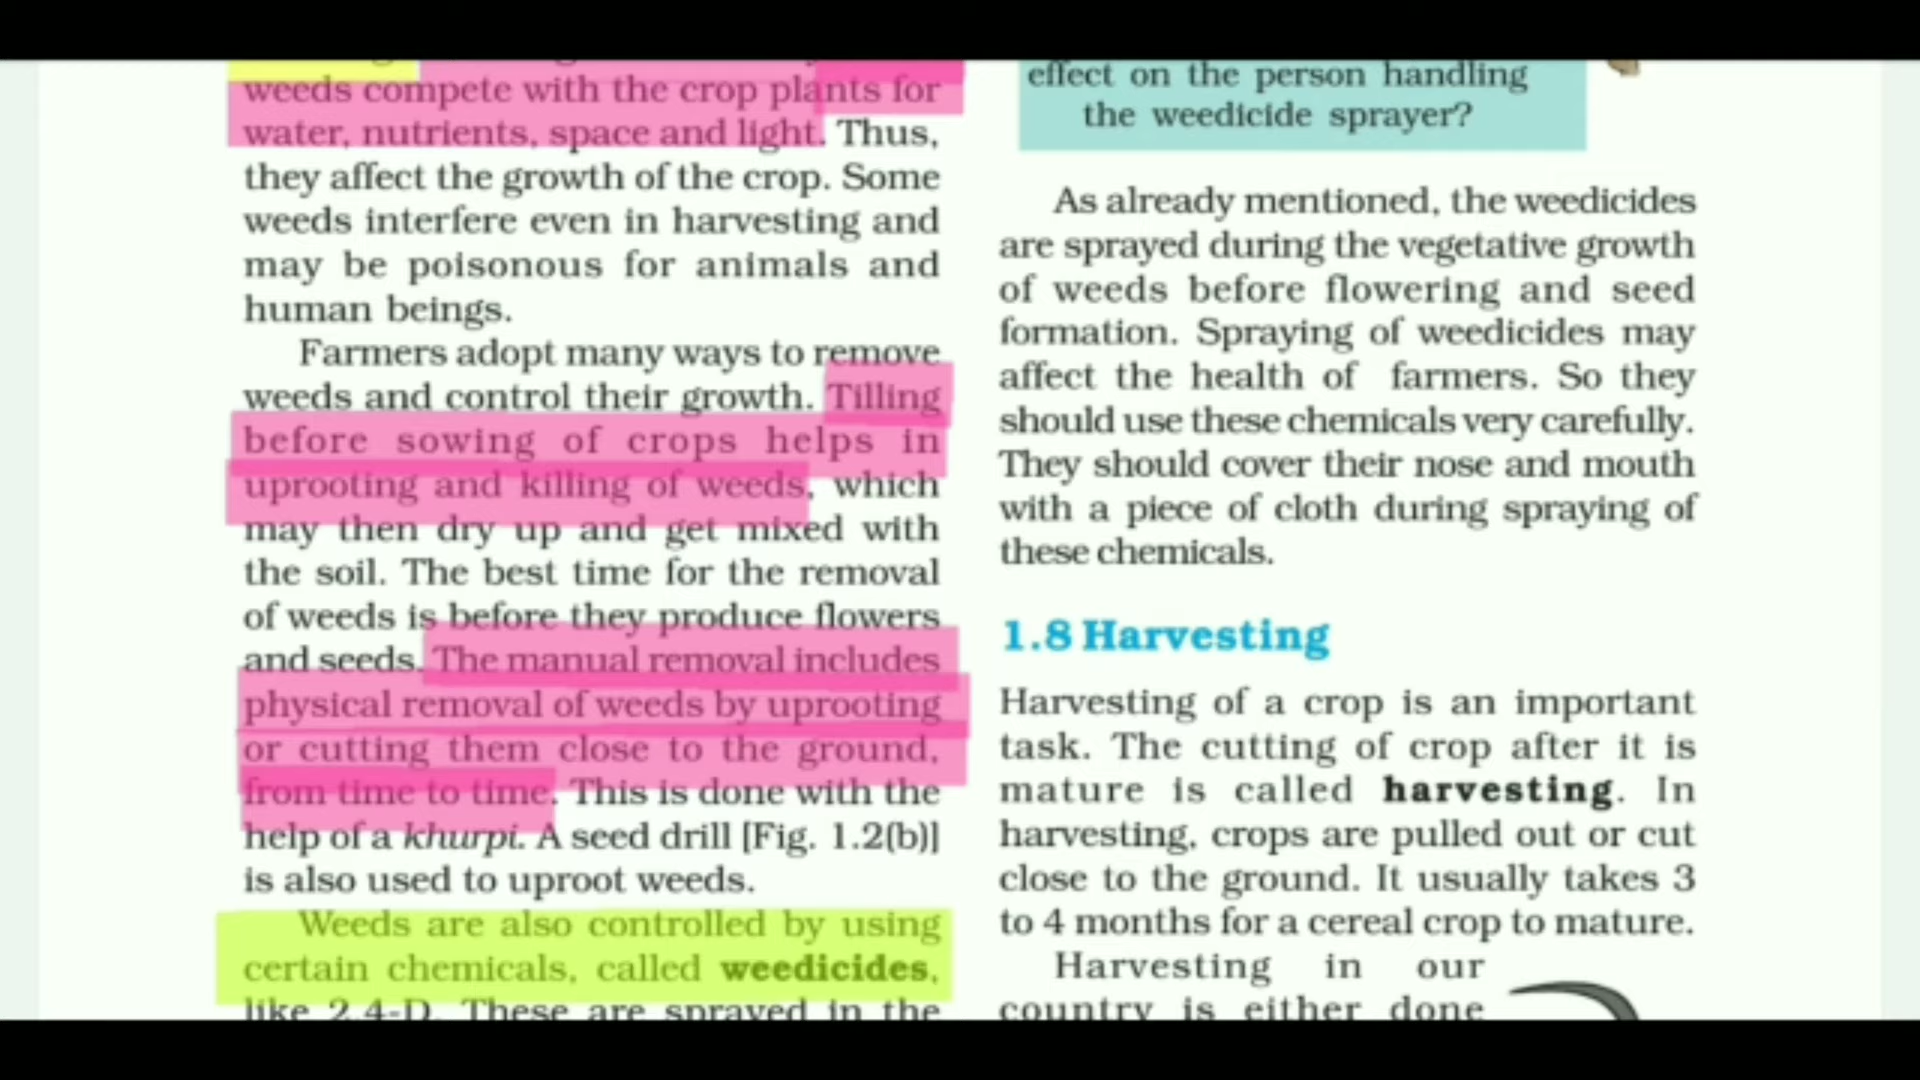 weeds compete with the crop plants for
water, nutrients, space and light. Thus,
they affect the growth of the crop. Some
weeds interfere even in harvesting and
may be poisonous for animals and
human beings.
Farmers adopt many ways to remove
weeds and control their growth. Tilling
before sowing of crops helps in
uprooting and killing of weeds, which
may then dry up and get mixed with
the soil. The best time for the removal
of weeds is before they produce flowers
and seeds. The manual removal includes
physical removal of weeds by uprooting
or cutting them close to the ground,
from time to time. This is done with the
help of a khurpi. A seed drill [Fig. 1.2(b)]
is also used to uproot weeds.
Weeds are also controlled by using
certain chemicals, called weedicides,
like 2,4-D. These are sprayed in the
effect on the person handling
the weedicide sprayer?
As already mentioned, the weedicides
are sprayed during the vegetative growth
of weeds before flowering and seed
formation. Spraying of weedicides may
affect the health of farmers. So they
should use these chemicals very carefully.
They should cover their nose and mouth
with a piece of cloth during spraying of
these chemicals.
1.8 Harvesting
Harvesting of a crop is an important
task. The cutting of crop after it is
mature is called harvesting. In
harvesting, crops are pulled out or cut
close to the ground. It usually takes 3
to 4 months for a cereal crop to mature.
Harvesting in our
country is either done